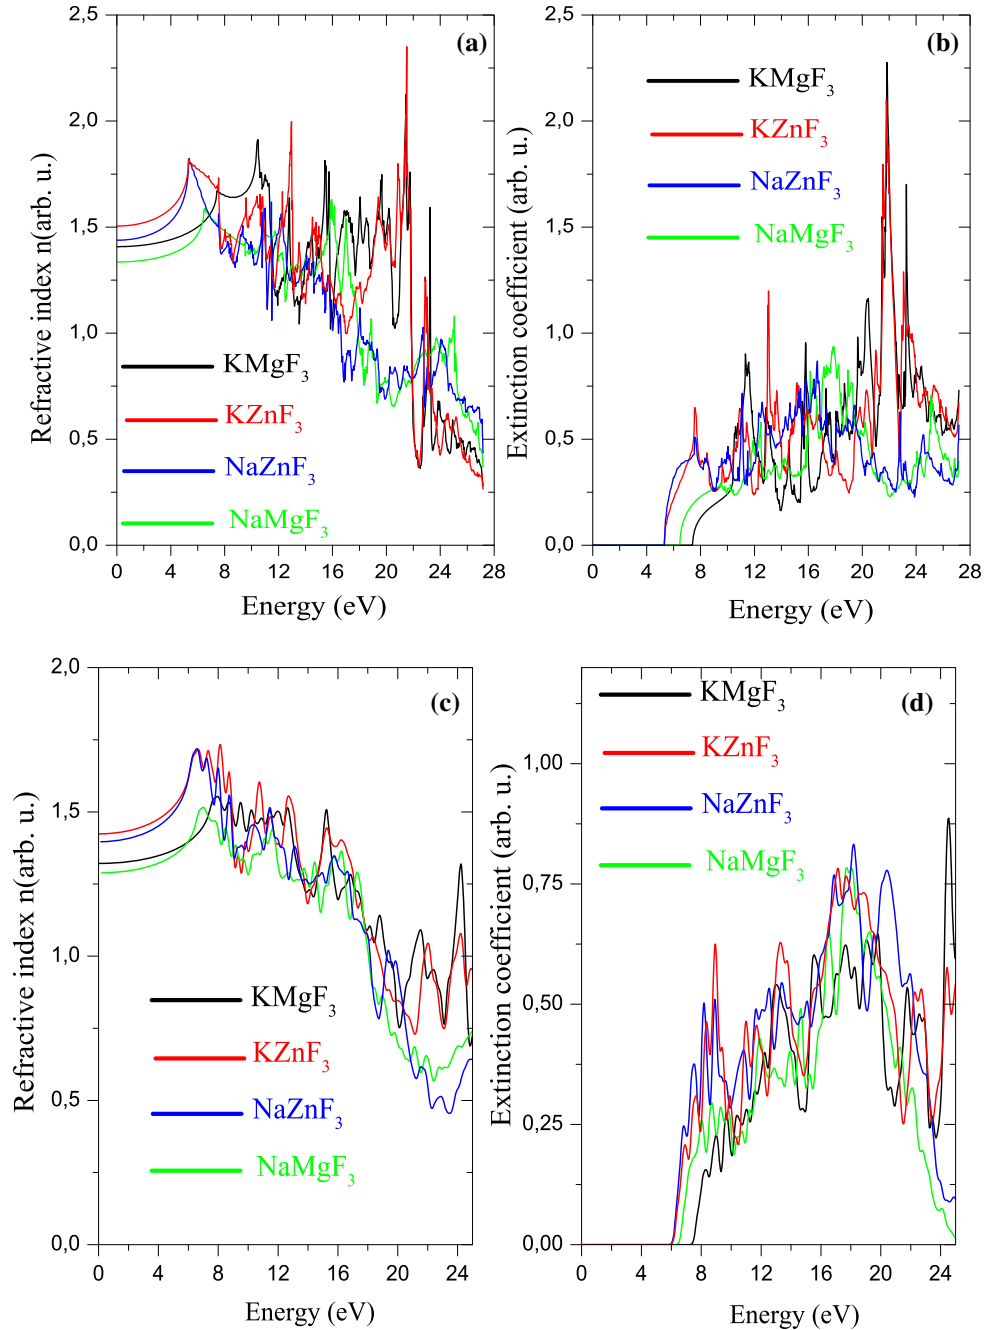 (a)
2,5
2,0
1,5
1,0
0,5
0,0
Refractive index n(arb. u.)
KMgF3
KZnF3
NaZnF3
NaMgF3
0 4 8 12 16 20 24 28
Energy (eV)
(b)
2,5
2,0
1,5
1,0
0,5
0,0
Extinction coefficient (arb. u.)
KMgF3
KZnF3
NaZnF3
NaMgF3
0 4 8 12 16 20 24 28
Energy (eV)
(c)
2,0
1,5
1,0
0,5
0,0
Refractive index n(arb. u.)
KMgF3
KZnF3
NaZnF3
NaMgF3
0 4 8 12 16 20 24
Energy (eV)
(d)
1,00
0,75
0,50
0,25
0,00
Extinction coefficient (arb. u.)
KMgF3
KZnF3
NaZnF3
NaMgF3
0 4 8 12 16 20 24
Energy (eV)